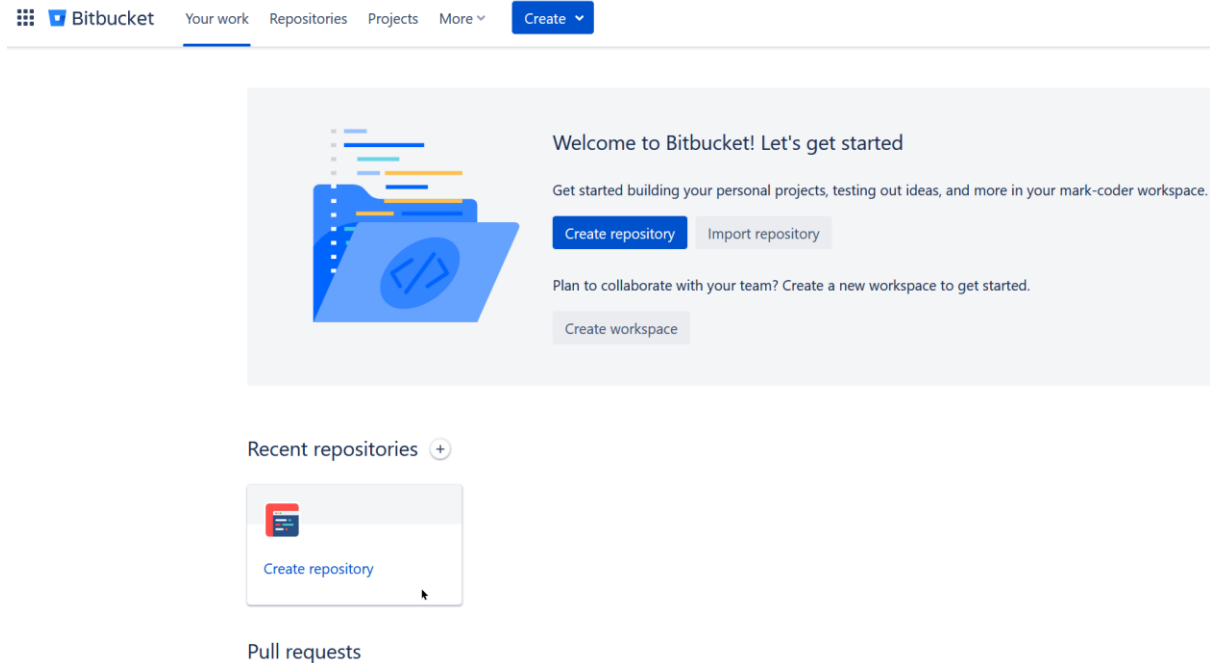 Bitbucket Your work Repositories Projects More Create
Welcome to Bitbucket! Let's get started
Get started building your personal projects, testing out ideas, and more in your mark-coder workspace.
Create repository Import repository
Plan to collaborate with your team? Create a new workspace to get started.
</>
Create workspace
Recent repositories +
Create repository
Pull requests